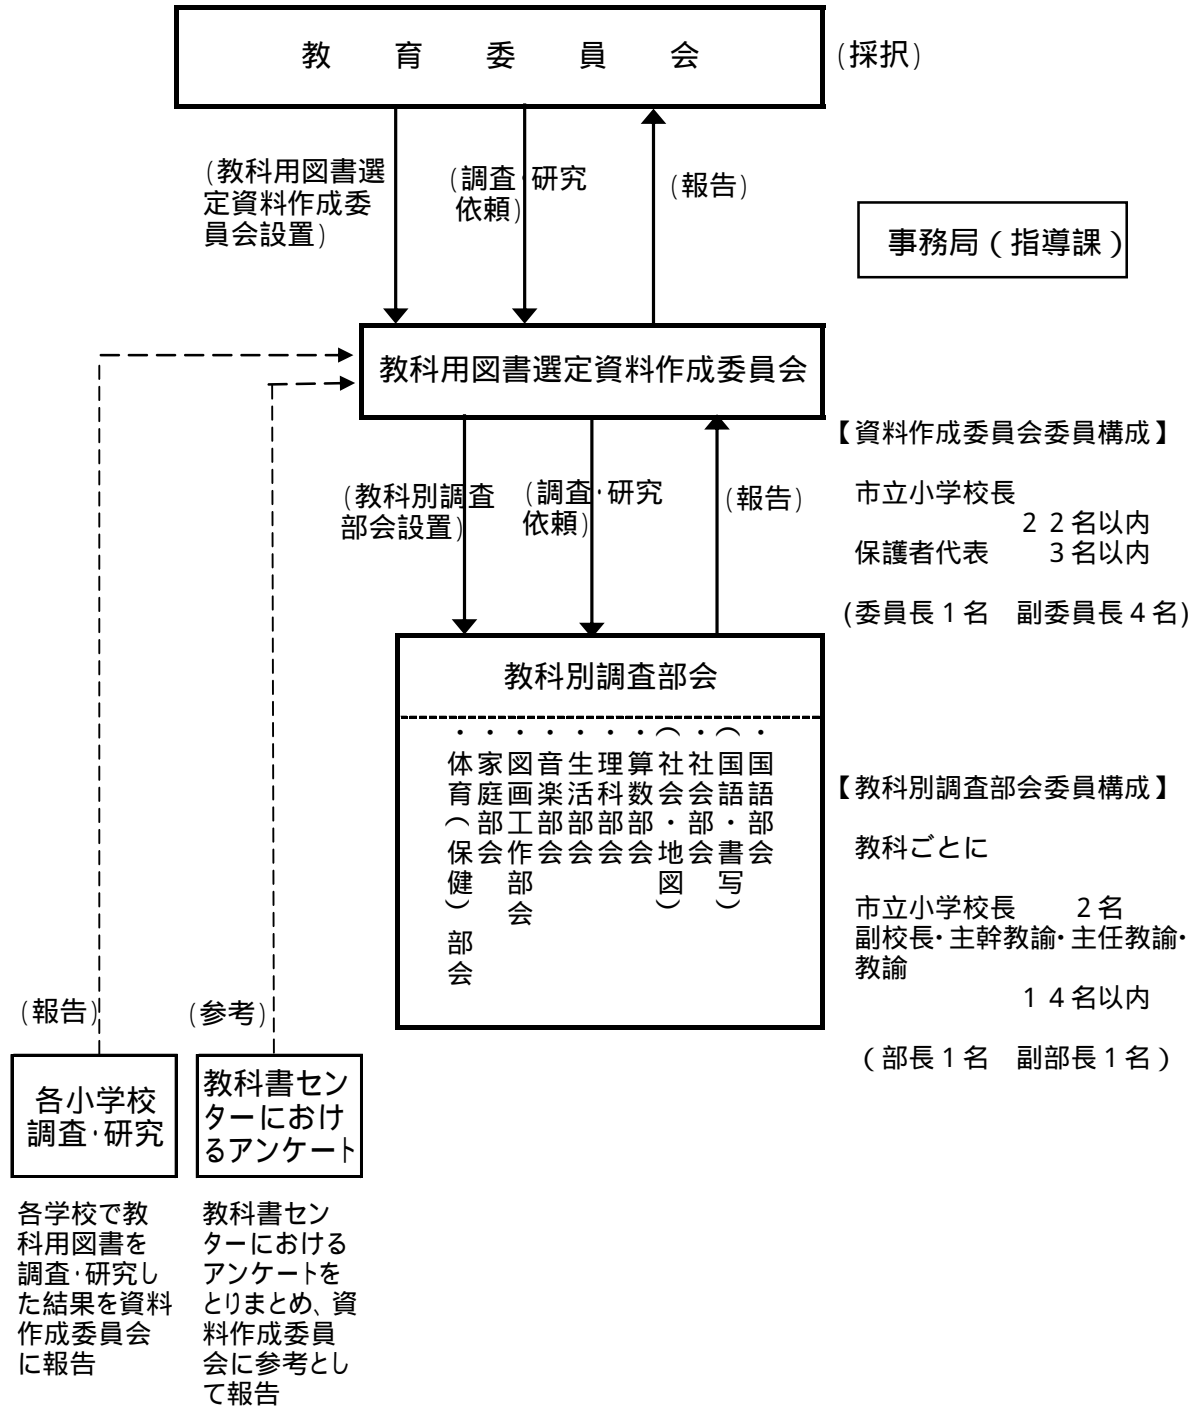 教育委員会
(採択)
(教科用図書選
定資料作成委
員会設置)
(調査・研究
依頼)
(報告)
事務局(指導課)
教科用図書選定資料作成委員会
(教科別調査
部会設置)
(調査・研究
依頼)
(報告)
【資料作成委員会委員構成】
市立小学校長
22名以内
保護者代表 3名以内
(委員長1名 副委員長4名)
教科別調査部会
・国語部会
(国語・書写)
・社会部会
(社会・地図)
・算数部会
・理科部会
・生活部会
・音楽部会
・図画工作部会
・家庭部会
・体育(保健)部会
【教科別調査部会委員構成】
教科ごとに
市立小学校長 2名
副校長・主幹教諭・主任教諭・
教諭
14名以内
(部長1名 副部長1名)
(報告)
各小学校
調査・研究
各学校で教
科用図書を
調査・研究し
た結果を資料
作成委員会
に報告
(参考)
教科書セン
ターにおけ
るアンケート
教科書セン
ターにおける
アンケートを
とりまとめ、資
料作成委員
会に参考とし
て報告